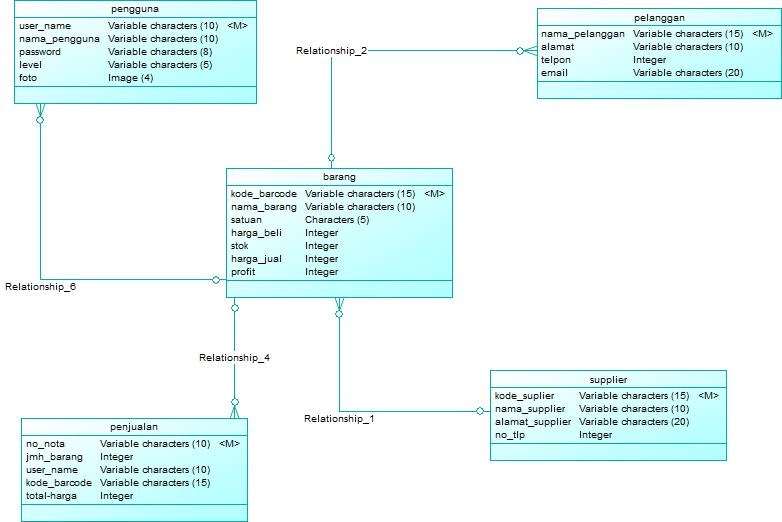 pengguna
user_name Variable characters (10) <M>
nama_pengguna Variable characters (10)
password Variable characters (8)
level Variable characters (5)
foto Image (4)
pelanggan
nama_pelanggan Variable characters (15) <M>
alamat Variable characters (10)
telpon Integer
email Variable characters (20)
Relationship_2
barang
kode_barcode Variable characters (15) <M>
nama_barang Variable characters (10)
satuan Characters (5)
harga_beli Integer
stok Integer
harga_jual Integer
profit Integer
Relationship_6
Relationship_4
Relationship_1
supplier
kode_suplier Variable characters (15) <M>
nama_supplier Variable characters (10)
alamat_supplier Variable characters (20)
no_tlp Integer
penjualan
no_nota Variable characters (10) <M>
jmh_barang Integer
user_name Variable characters (10)
kode_barcode Variable characters (15)
total-harga Integer